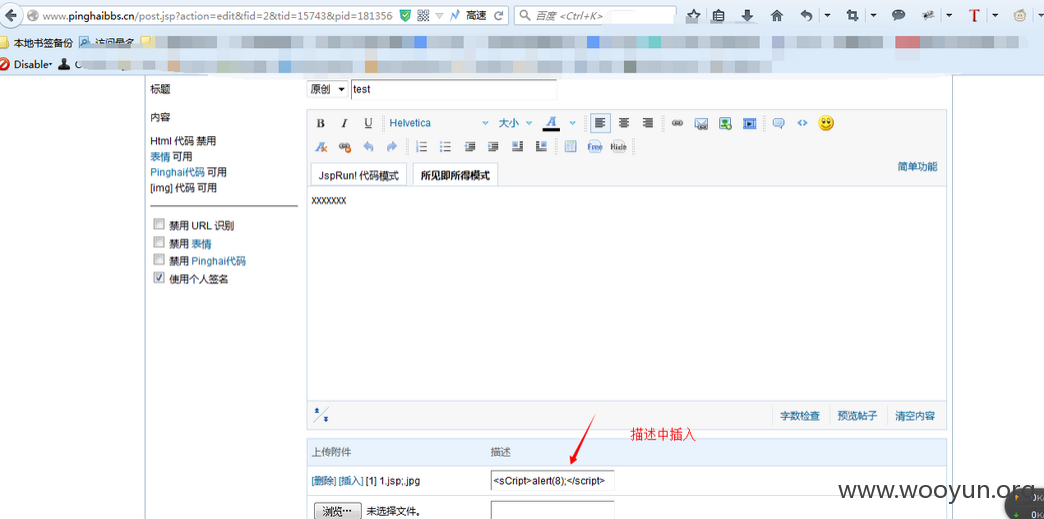 www.pinghaibbs.cn/post.jsp?action=edit&fid=2&tid=15743&pid=181356 高速 百度 <Ctrl+K>
本地书签备份 访问最多
Disable
标题 原创 test
内容
Html 代码 禁用
表情 可用
Pinghai代码 可用
[img] 代码 可用
禁用 URL 识别
禁用 表情
禁用 Pinghai代码
使用个人签名
B I U Helvetica 大小 A
Free Hide
JspRun! 代码模式 所见即所得模式 简单功能
xxxxxxx
字数检查 预览帖子 清空内容
描述中插入
上传附件 描述
[删除] [插入] [1] 1.jsp;.jpg <sCript>alert(8);</script>
浏览… 未选择文件。
www.wooyun.org